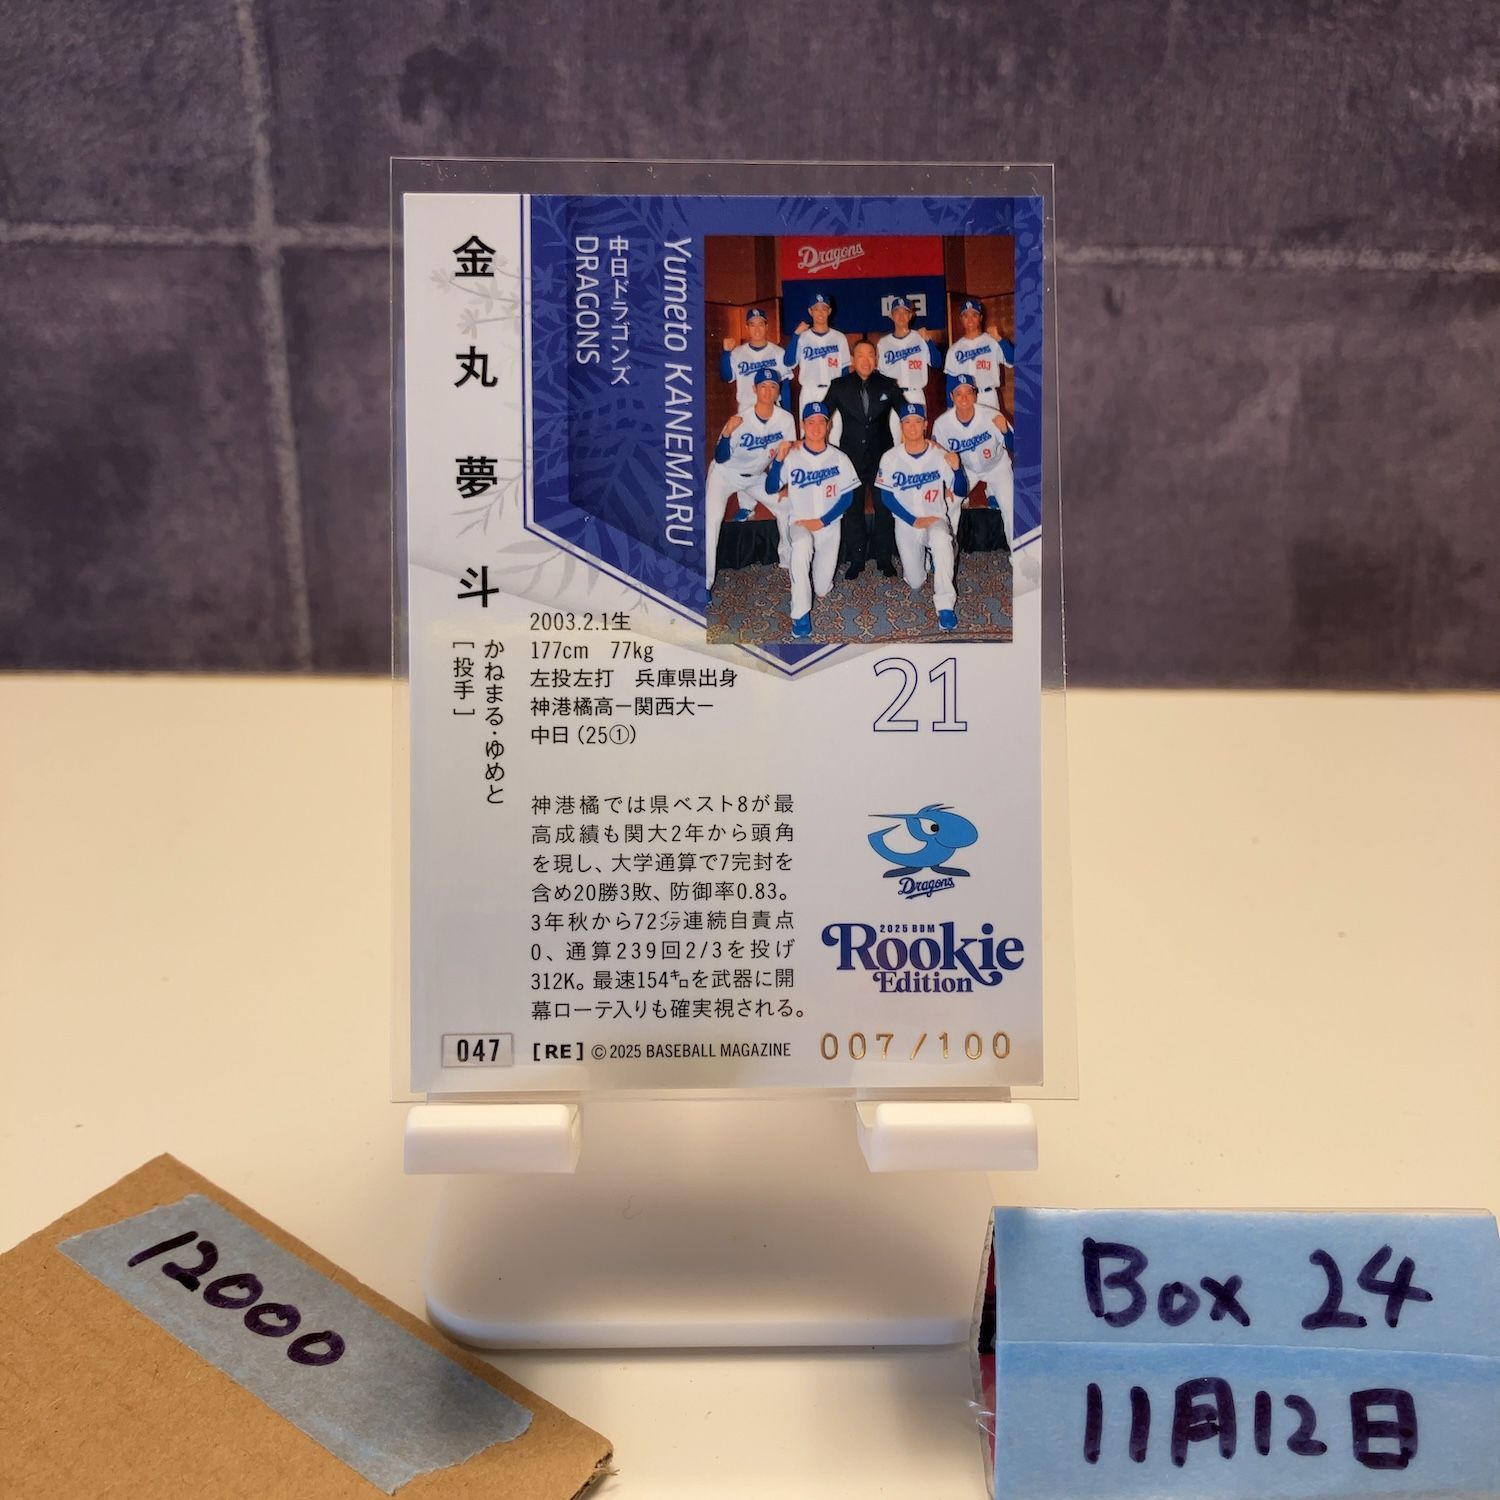 金丸夢斗
かねまる・ゆめと
[投手]
Yumeto KANEMARU
中日ドラゴンズ
DRAGONS
Dragons
Dragons
Dragons
64
Dragons
202
Dragons
203
Dragons
Dragons
9
Dragons
21
Dragons
47
2003.2.1生
177cm 77kg
左投左打 兵庫県出身
神港橘高－関西大－
中日(25①)
21
神港橘では県ベスト8が最
高成績も関大2年から頭角
を現し、大学通算で7完封を
含め20勝3敗、防御率0.83。
3年秋から72㌅連続自責点
0、通算239回2/3を投げ
312K。最速154㌔を武器に開
幕ローテ入りも確実視される。
Dragons
2025 BBM
Rookie
Edition
047
[RE] © 2025 BASEBALL MAGAZINE
007/100
12000
Box 24
11月12日